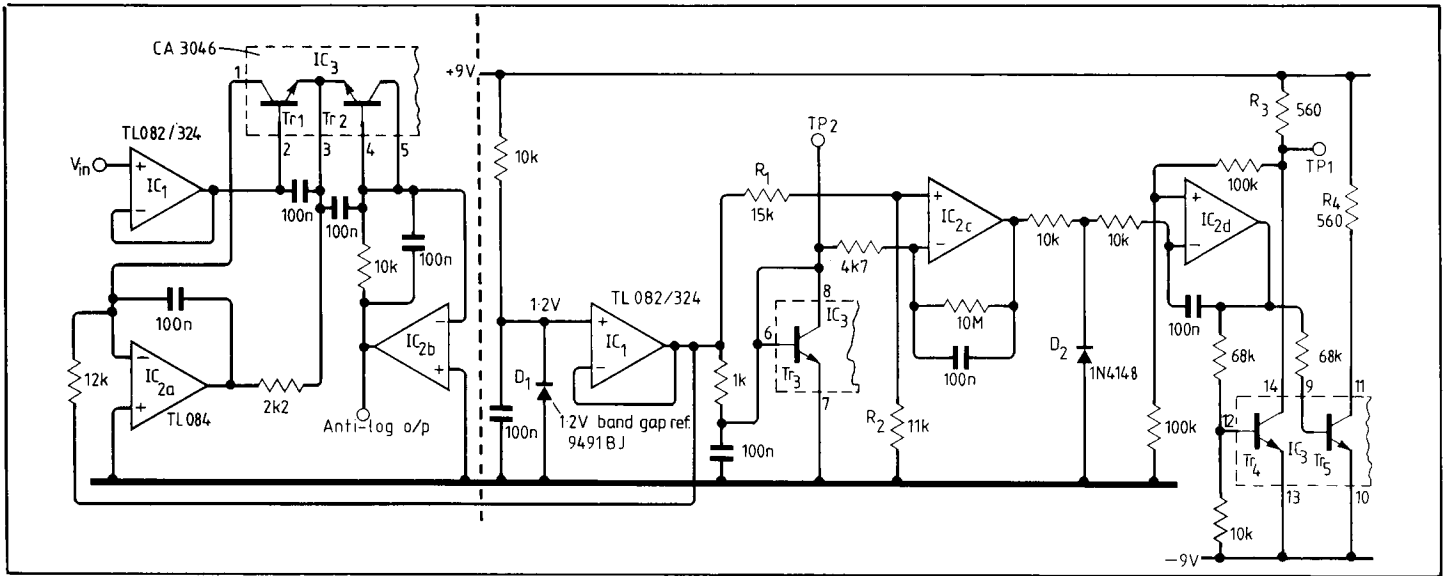 CA 3046
IC3
1
Tr1
Tr2
2
3
4
5
TL082/324
Vin
+
IC1
−
100n
100n
10k
100n
100n
12k
−
IC2a
+
TL084
2k2
−
IC2b
+
Anti-log o/p
+9V
10k
1·2V
100n
D1
1·2V band gap ref.
9491BJ
TL082/324
+
IC1
−
TP2
R1
15k
1k
100n
8
IC3
6
Tr3
7
4k7
R2
11k
+
IC2c
−
10M
100n
10k
10k
D2
1N4148
R3
560
TP1
100k
+
IC2d
−
R4
560
100n
68k
68k
100k
14
9
11
12
IC3
Tr4
Tr5
13
10
10k
−9V